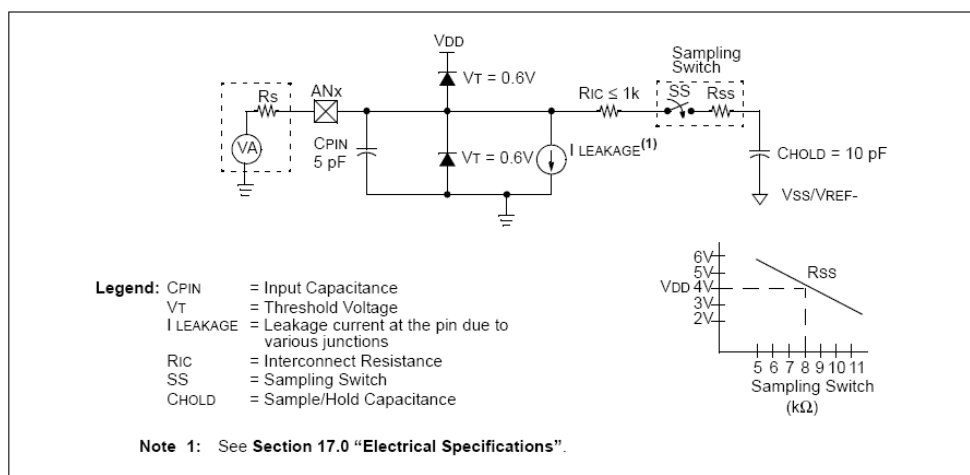 VDD
Sampling
Switch
VT = 0.6V
Rs
ANx
RIC ≤ 1k
SS
RSS
VA
CPIN
5 pF
VT = 0.6V
I LEAKAGE(1)
CHOLD = 10 pF
VSS/VREF-
6V
5V
VDD 4V
3V
2V
RSS
5 6 7 8 9 10 11
Sampling Switch
(kΩ)
Legend: CPIN = Input Capacitance
VT = Threshold Voltage
I LEAKAGE = Leakage current at the pin due to
various junctions
RIC = Interconnect Resistance
SS = Sampling Switch
CHOLD = Sample/Hold Capacitance
Note 1: See Section 17.0 “Electrical Specifications”.